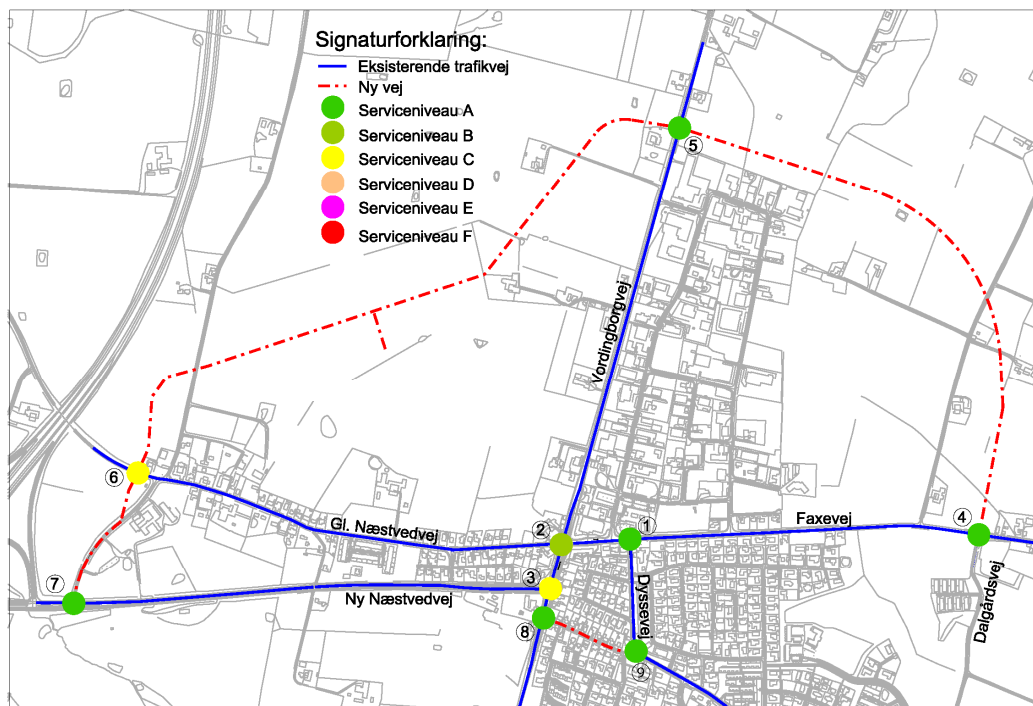 Signaturforklaring:
Eksisterende trafikvej
Ny vej
Serviceniveau A
Serviceniveau B
Serviceniveau C
Serviceniveau D
Serviceniveau E
Serviceniveau F
5
Vordingborgvej
6
Gl. Næstvedvej
2
1
Faxevej
4
7
Ny Næstvedvej
3
Dyssevej
Dalgårdsvej
8
9